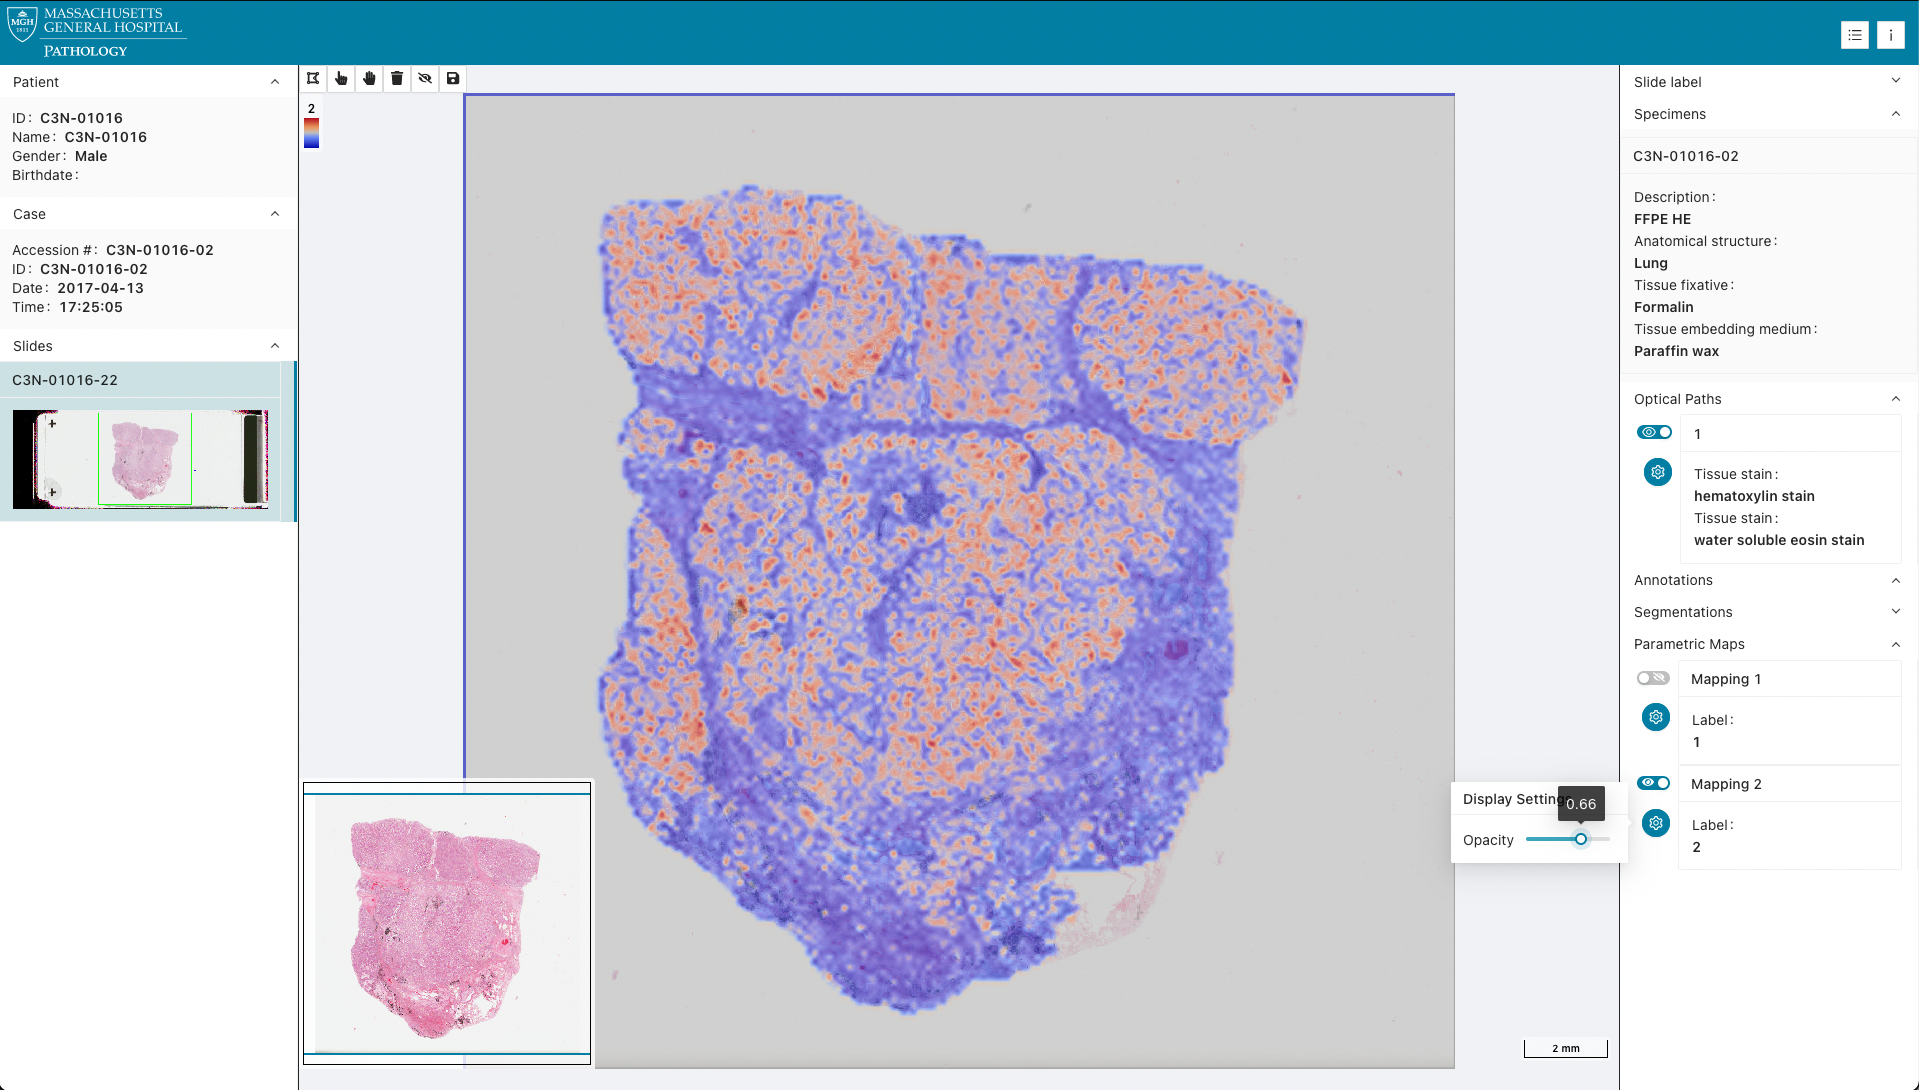 MGH
1811
MASSACHUSETTS
GENERAL HOSPITAL
PATHOLOGY
i
Patient
ID: C3N-01016
Name: C3N-01016
Gender: Male
Birthdate:
Case
Accession #: C3N-01016-02
ID: C3N-01016-02
Date: 2017-04-13
Time: 17:25:05
Slides
C3N-01016-22
2
2 mm
Display Settings
0.66
Opacity
Slide label
Specimens
C3N-01016-02
Description:
FFPE HE
Anatomical structure:
Lung
Tissue fixative:
Formalin
Tissue embedding medium:
Paraffin wax
Optical Paths
1
Tissue stain:
hematoxylin stain
Tissue stain:
water soluble eosin stain
Annotations
Segmentations
Parametric Maps
Mapping 1
Label:
1
Mapping 2
Label:
2